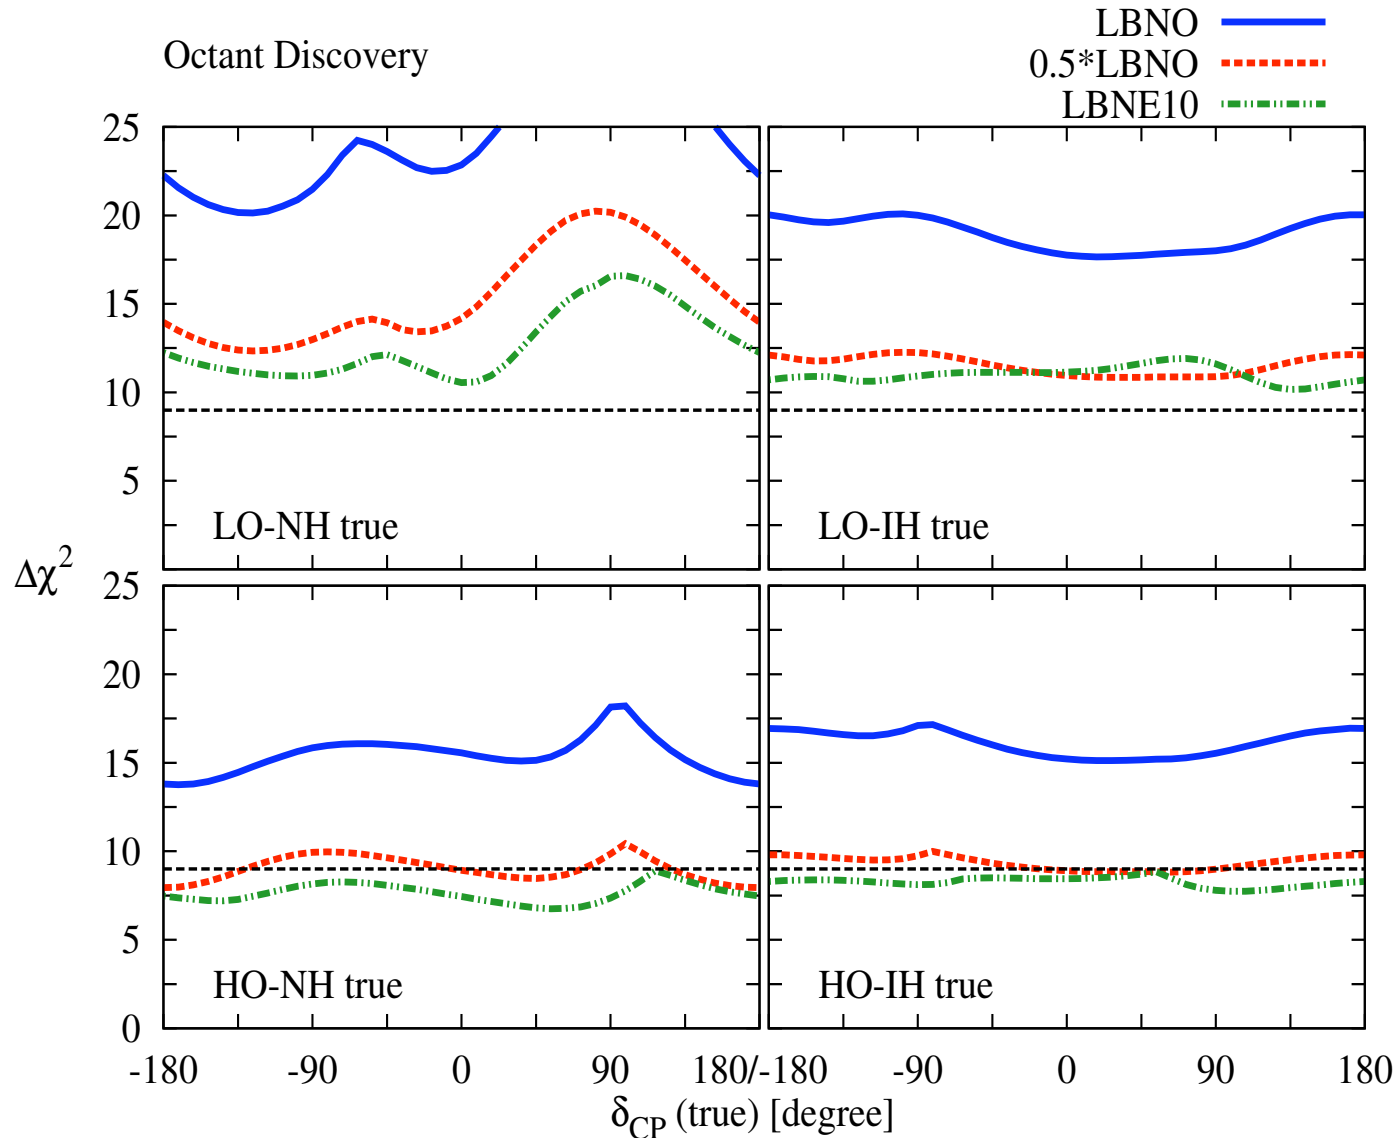 Octant Discovery
LBNO
0.5*LBNO
LBNE10
25
20
15
10
5
LO-NH true
LO-IH true
Δχ²
25
20
15
10
5
0
HO-NH true
HO-IH true
-180 -90 0 90 180/-180 -90 0 90 180
δCP (true) [degree]